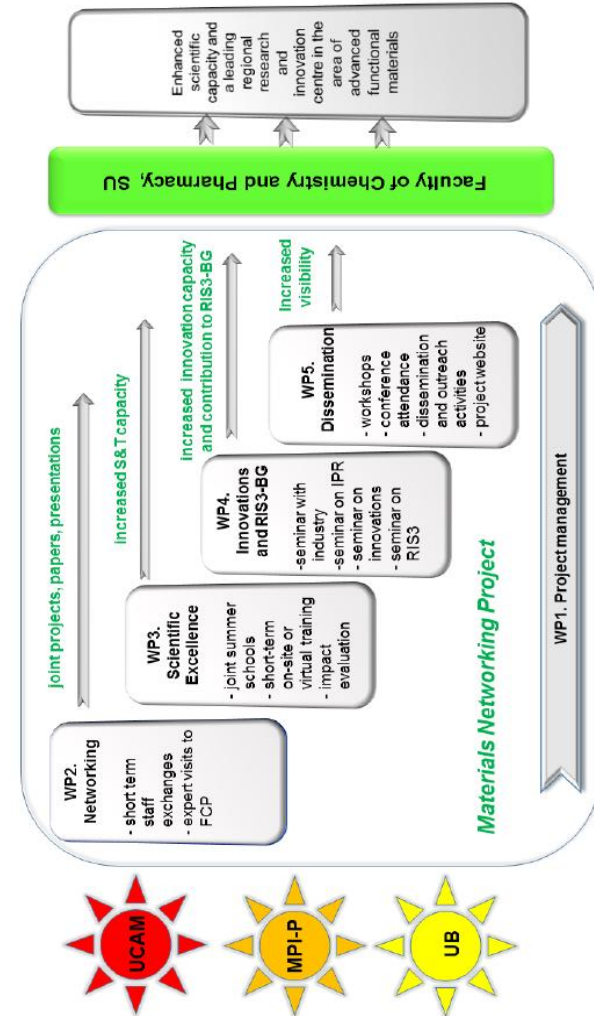 UCAM
MPI-P
UB
WP2.
Networking
- short term
staff
exchanges
- expert visits to
FCP
joint projects, papers, presentations
WP3.
Scientific
Excellence
- joint summer
schools
- short-term
on-site or
virtual training
- impact
evaluation
increased S&T capacity
WP4.
Innovations
and RIS3-BG
-seminar with
industry
-seminar on IPR
- seminar on
innovations
- seminar on
RIS3
increased innovation capacity
and contribution to RIS3-BG
WP5.
Dissemination
- workshops
- conference
attendance
- dissemination
and outreach
activities
- project website
Increased
visibility
Materials Networking Project
WP1. Project management
Faculty of Chemistry and Pharmacy, SU
Enhanced
scientific
capacity and
a leading
regional
research
and
innovation
centre in the
area of
advanced
functional
materials